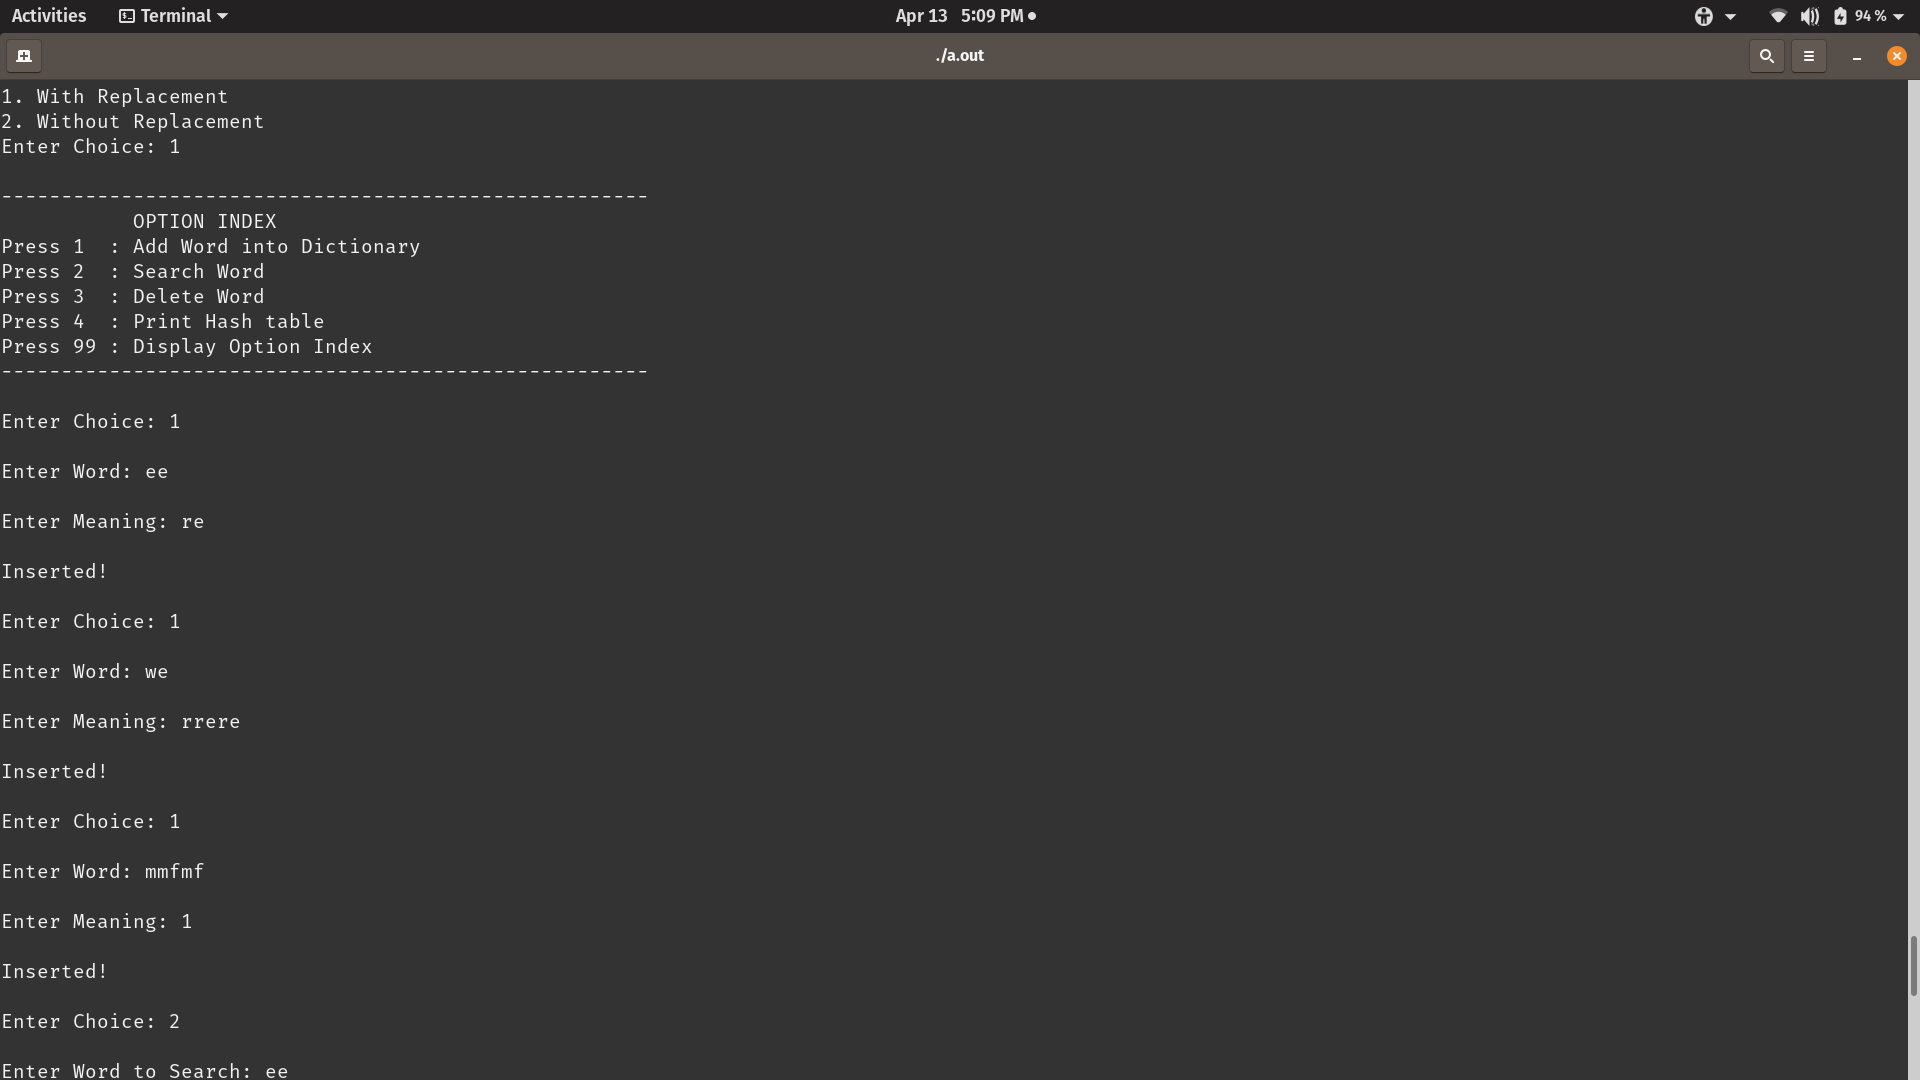 Activities Terminal Apr 13 5:09 PM 94 %
./a.out
1. With Replacement
2. Without Replacement
Enter Choice: 1
------------------------------------------------------
OPTION INDEX
Press 1  : Add Word into Dictionary
Press 2  : Search Word
Press 3  : Delete Word
Press 4  : Print Hash table
Press 99 : Display Option Index
------------------------------------------------------
Enter Choice: 1
Enter Word: ee
Enter Meaning: re
Inserted!
Enter Choice: 1
Enter Word: we
Enter Meaning: rrere
Inserted!
Enter Choice: 1
Enter Word: mmfmf
Enter Meaning: 1
Inserted!
Enter Choice: 2
Enter Word to Search: ee